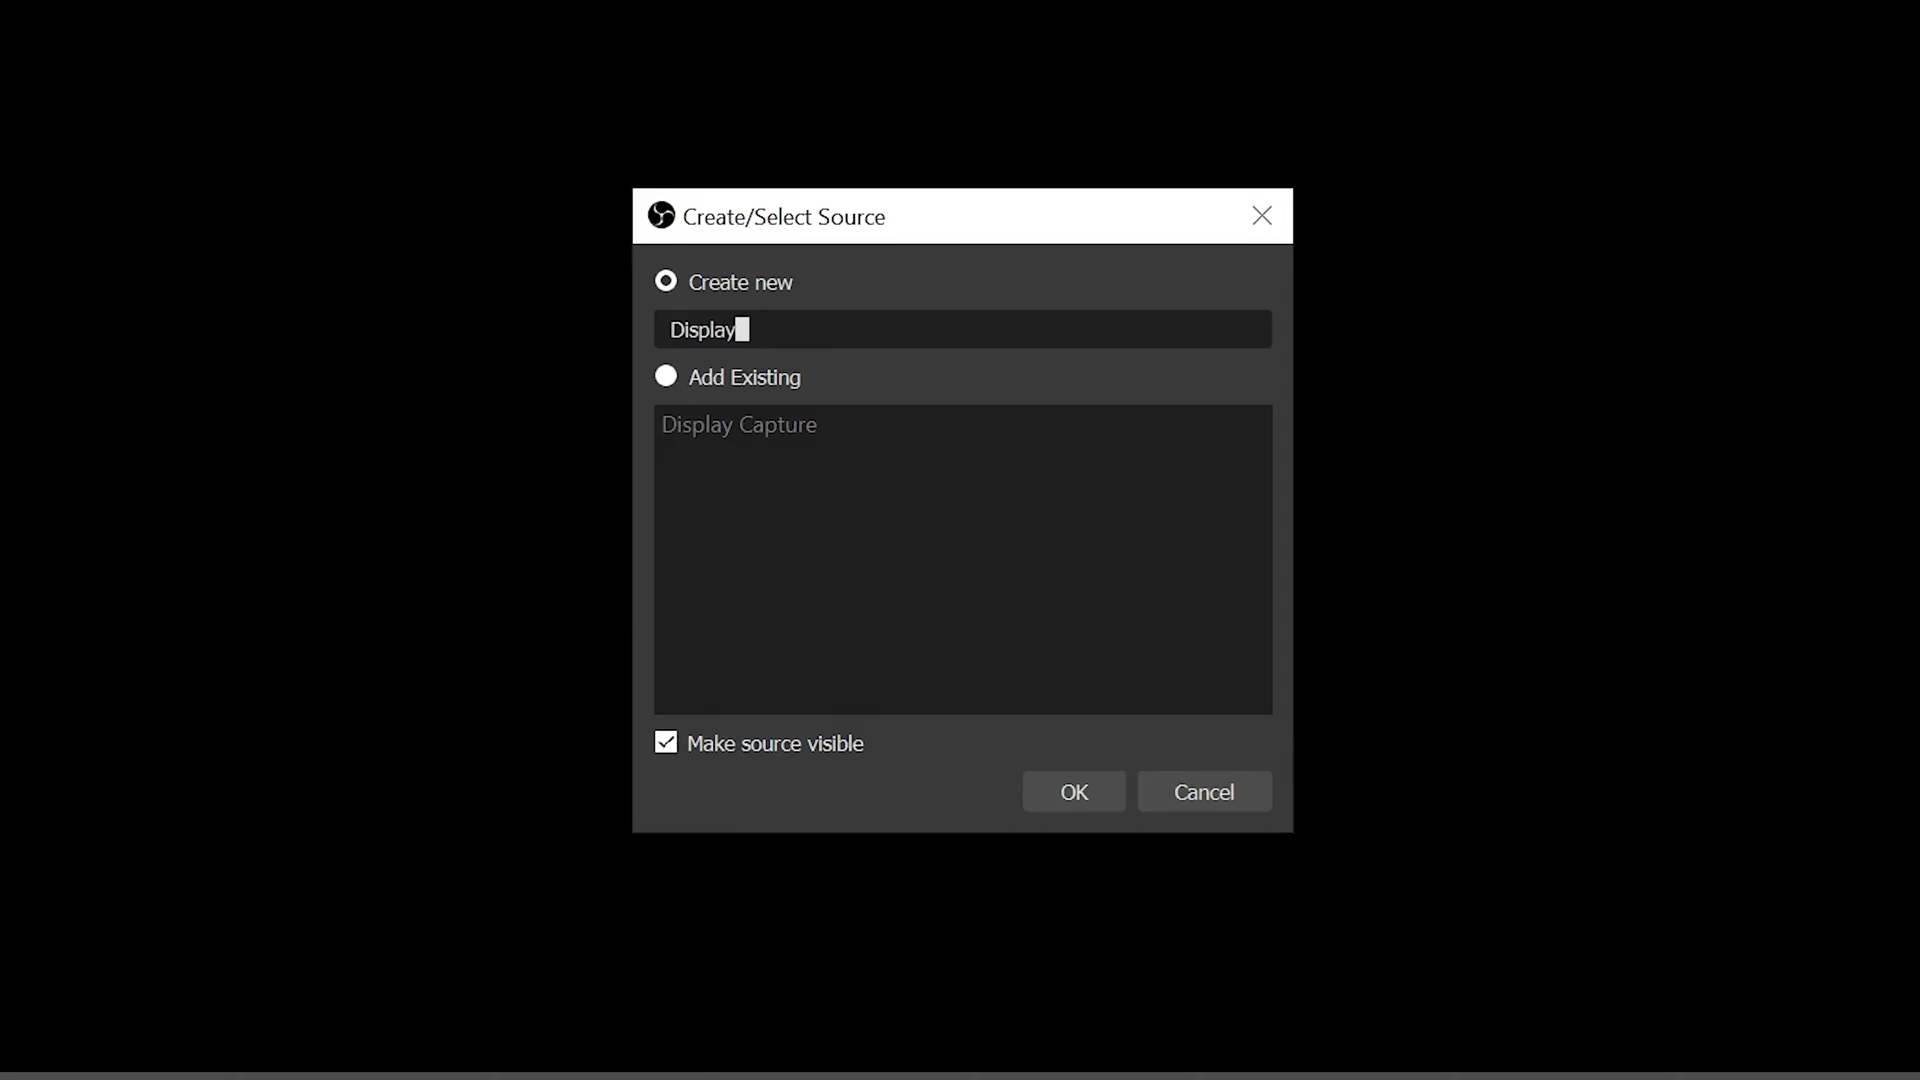 Create/Select Source
Create new
Display
Add Existing
Display Capture
Make source visible
OK
Cancel